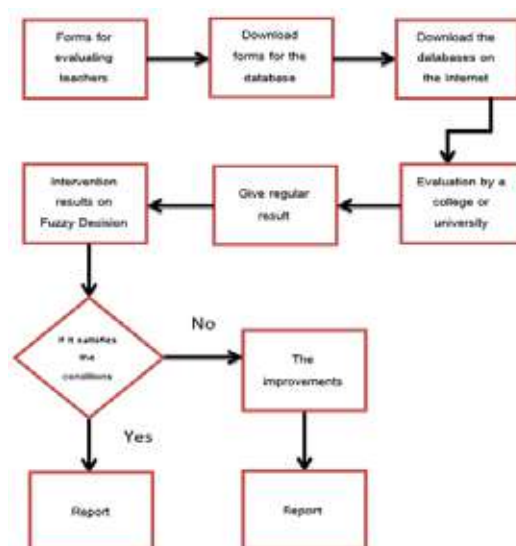 Forms for
evaluating
teachers
Download
forms for the
database
Download the
databases on
the Internet
Intervention
results on
Fuzzy Decision
Give regular
result
Evaluation by a
college or
university
If it satisfies
the
conditions
No
The
improvements
Yes
Report
Report